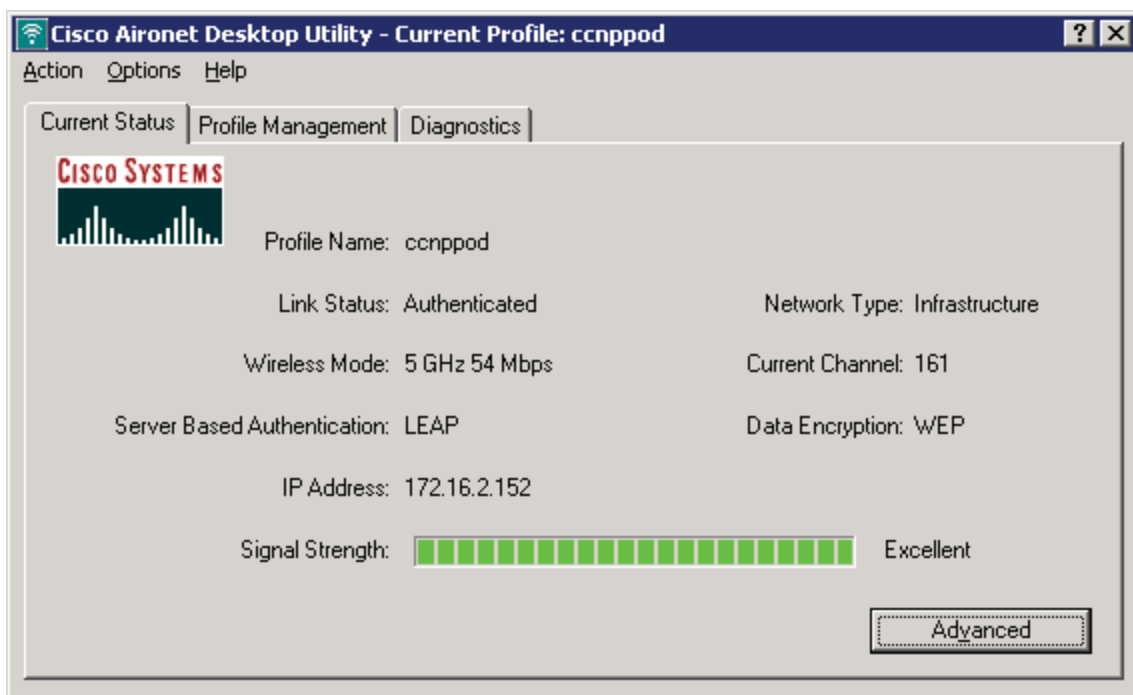 Cisco Aironet Desktop Utility - Current Profile: ccnppod
Action Options Help
Current Status Profile Management Diagnostics
CISCO SYSTEMS
Profile Name: ccnppod
Link Status: Authenticated Network Type: Infrastructure
Wireless Mode: 5 GHz 54 Mbps Current Channel: 161
Server Based Authentication: LEAP Data Encryption: WEP
IP Address: 172.16.2.152
Signal Strength: Excellent
Advanced